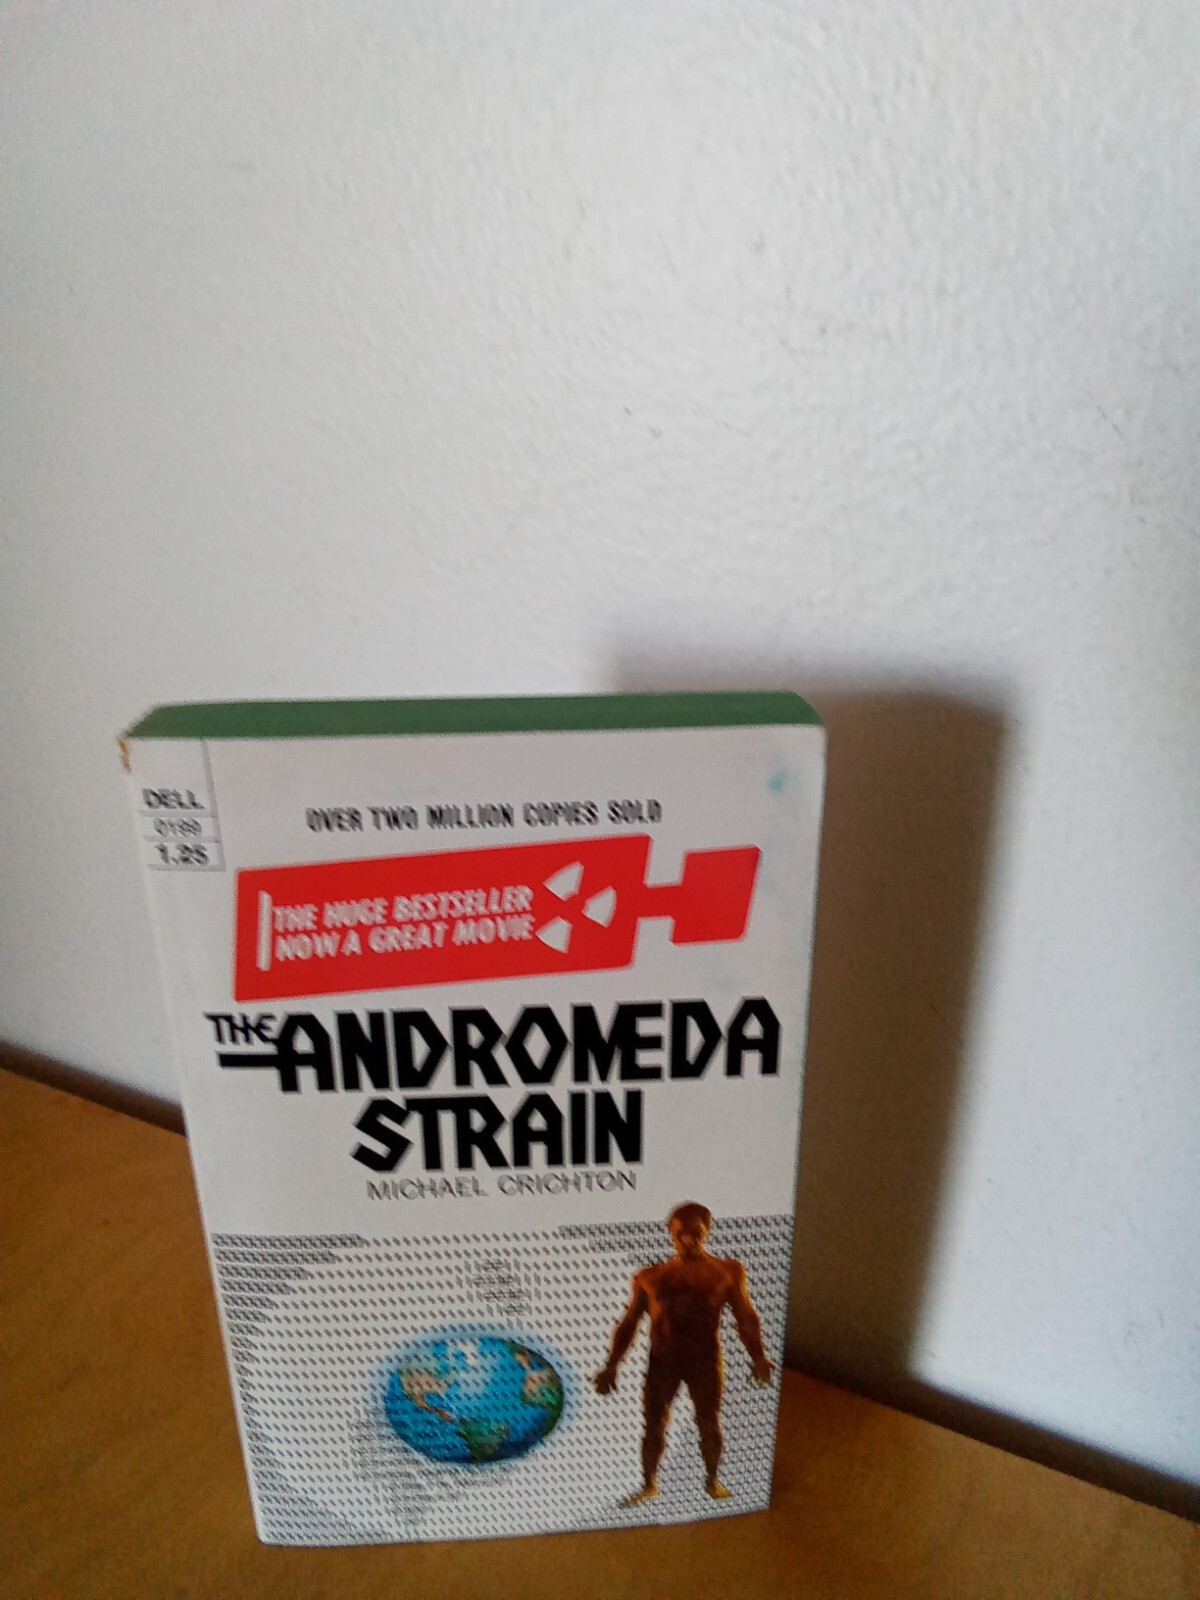 DELL
0199
1.25
OVER TWO MILLION COPIES SOLD
THE HUGE BESTSELLER
NOW A GREAT MOVIE
THE ANDROMEDA
STRAIN
MICHAEL CRICHTON